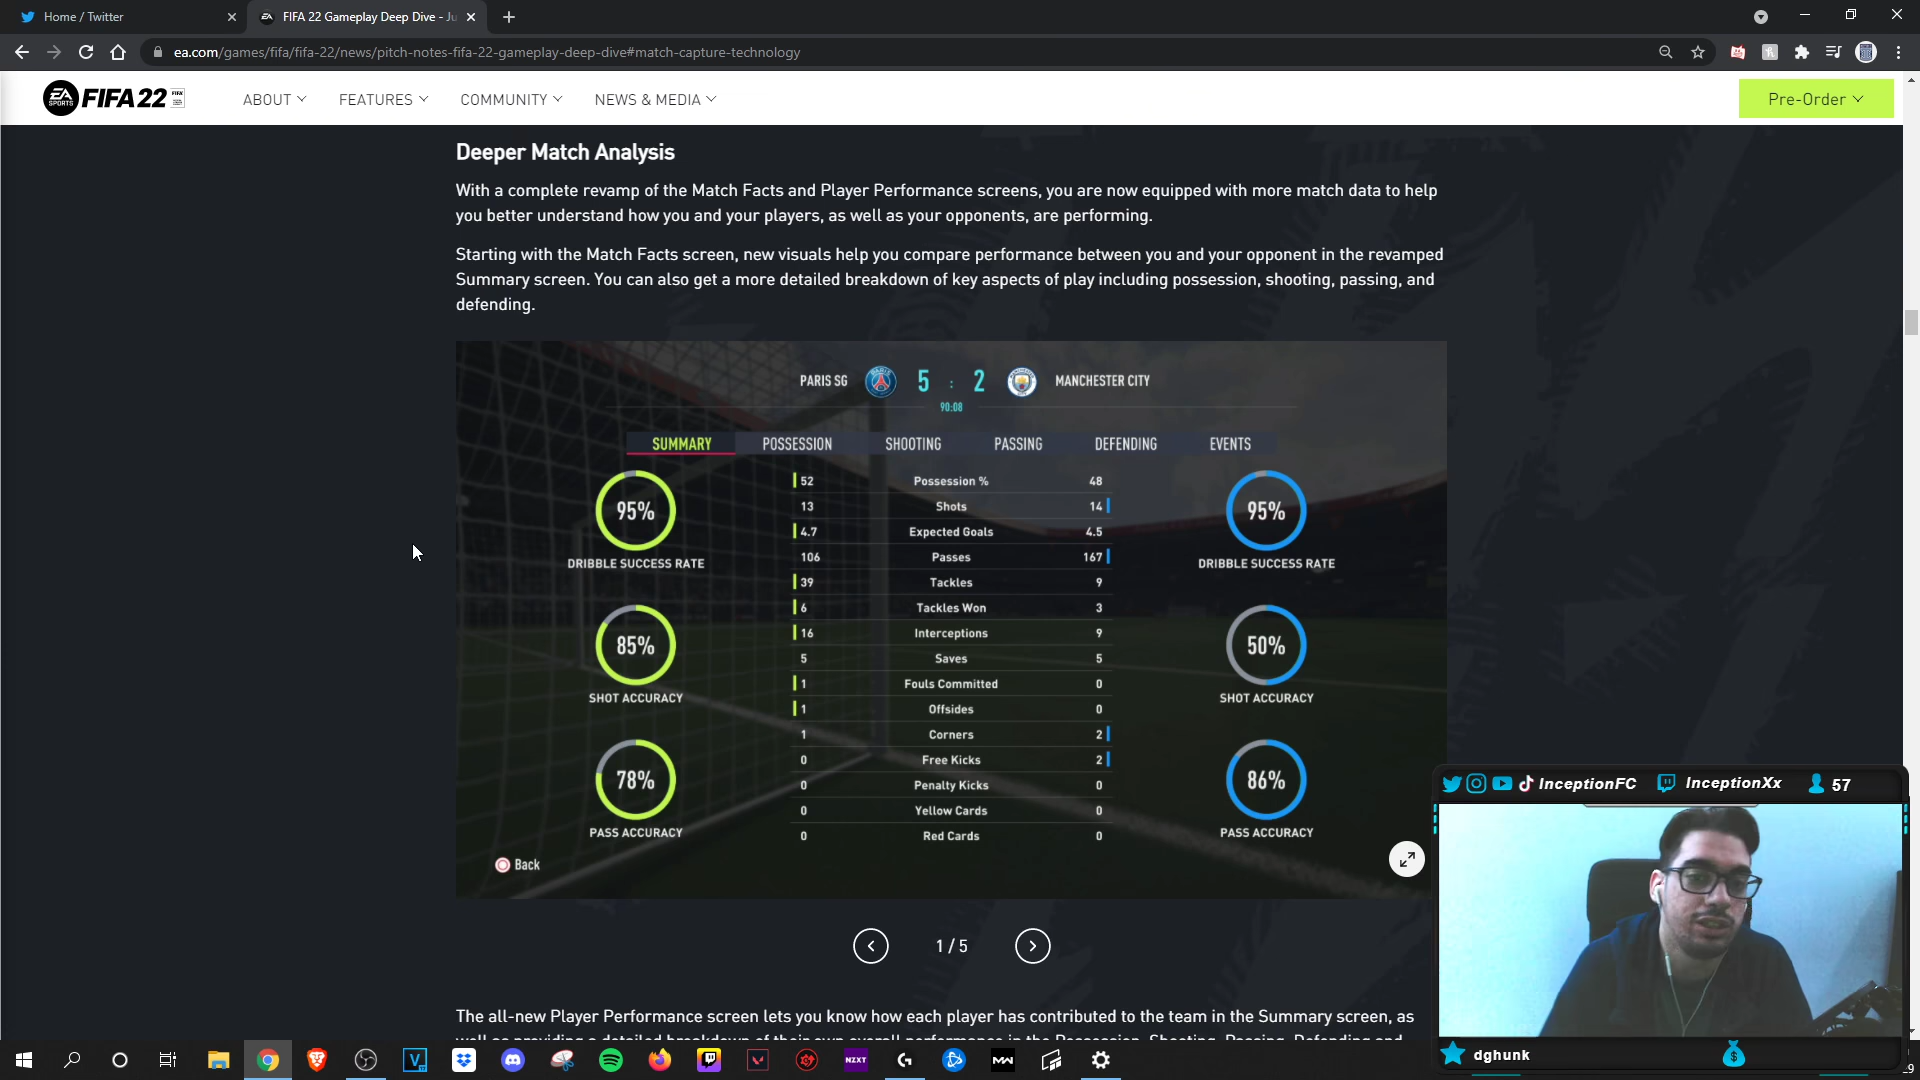 Home / Twitter
FIFA 22 Gameplay Deep Dive - Ju
ea.com/games/fifa/fifa-22/news/pitch-notes-fifa-22-gameplay-deep-dive#match-capture-technology
EA SPORTS FIFA 22
ABOUT FEATURES COMMUNITY NEWS & MEDIA
Pre-Order
Deeper Match Analysis
With a complete revamp of the Match Facts and Player Performance screens, you are now equipped with more match data to help
you better understand how you and your players, as well as your opponents, are performing.
Starting with the Match Facts screen, new visuals help you compare performance between you and your opponent in the revamped
Summary screen. You can also get a more detailed breakdown of key aspects of play including possession, shooting, passing, and
defending.
PARIS SG 5 : 2 MANCHESTER CITY
90:08
SUMMARY POSSESSION SHOOTING PASSING DEFENDING EVENTS
95%
DRIBBLE SUCCESS RATE
85%
SHOT ACCURACY
78%
PASS ACCURACY
52 Possession % 48
13 Shots 14
4.7 Expected Goals 4.5
106 Passes 167
39 Tackles 9
6 Tackles Won 3
16 Interceptions 9
5 Saves 5
1 Fouls Committed 0
1 Offsides 0
1 Corners 2
0 Free Kicks 2
0 Penalty Kicks 0
0 Yellow Cards 0
0 Red Cards 0
95%
DRIBBLE SUCCESS RATE
50%
SHOT ACCURACY
86%
PASS ACCURACY
Back
1 / 5
The all-new Player Performance screen lets you know how each player has contributed to the team in the Summary screen, as
InceptionFC InceptionXx 57
dghunk
NZXT